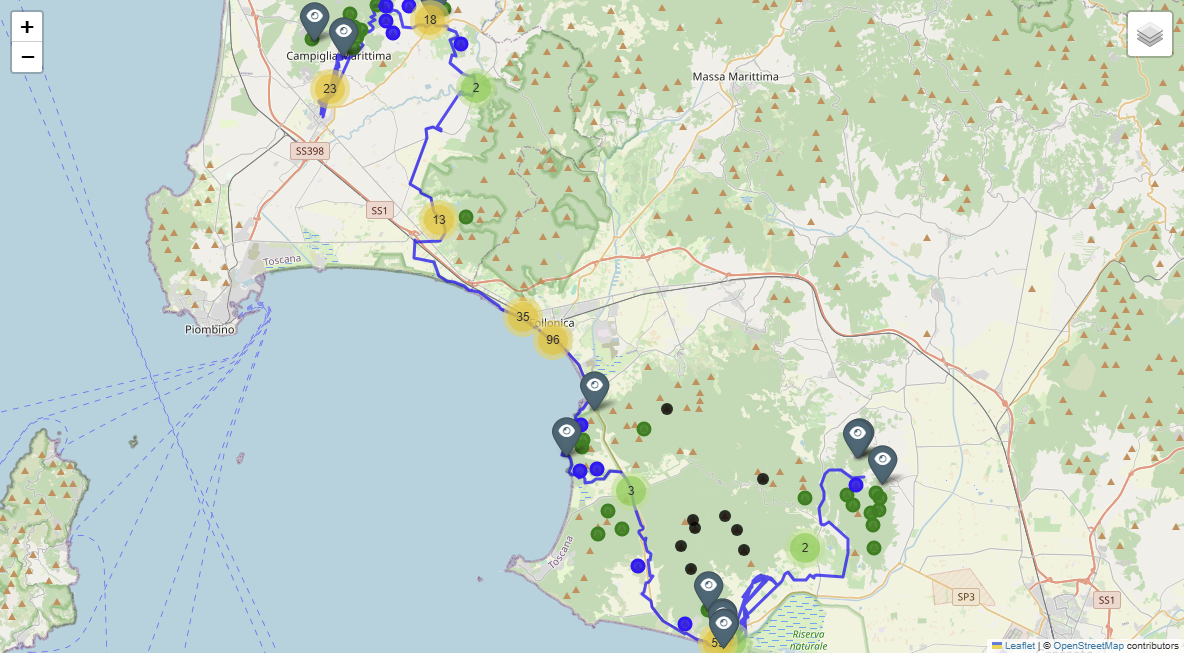 +
−
18
Campiglia Marittima
23
2
Massa Marittima
SS398
SS1
13
Toscana
Piombino
35
96
3
Toscana
2
SP3
SS1
Riserva
naturale
Leaflet | © OpenStreetMap contributors